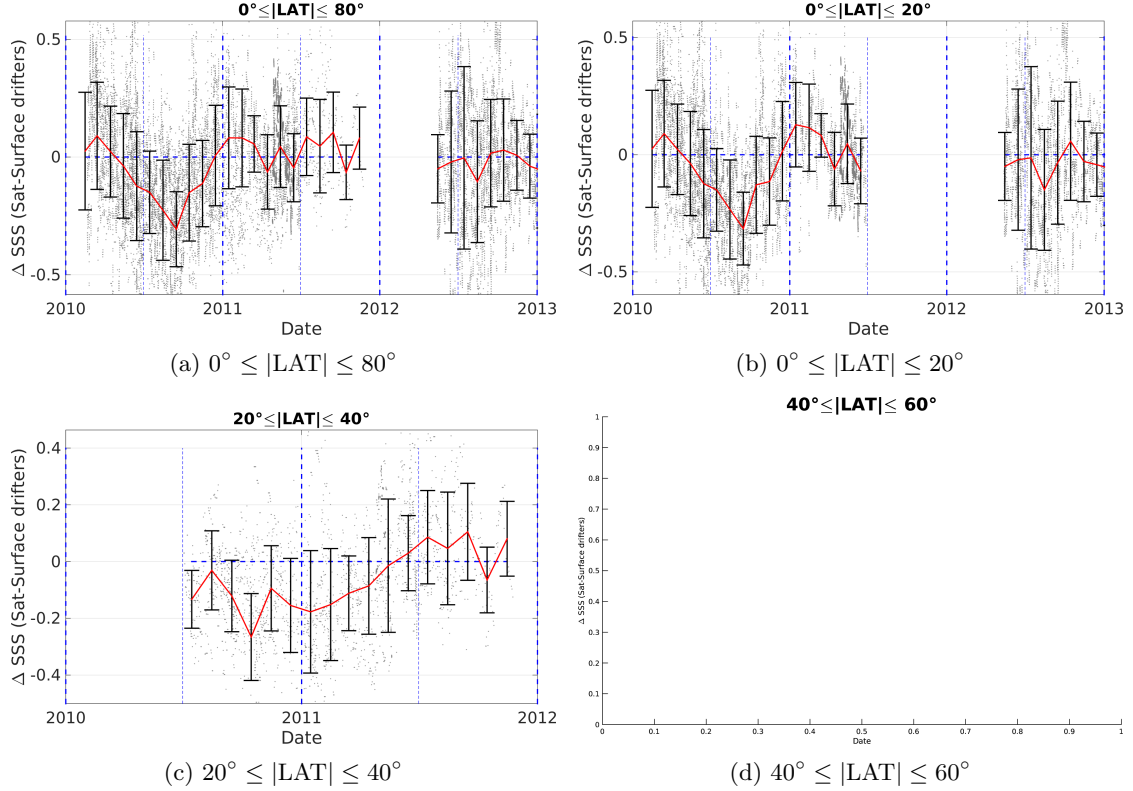 0°≤|LAT|≤ 80°
0.5
0
-0.5
Δ SSS (Sat-Surface drifters)
2010 2011 2012 2013
Date
(a) 0° ≤ |LAT| ≤ 80°
0°≤|LAT|≤ 20°
0.5
0
-0.5
Δ SSS (Sat-Surface drifters)
2010 2011 2012 2013
Date
(b) 0° ≤ |LAT| ≤ 20°
20°≤|LAT|≤ 40°
0.4
0.2
0
-0.2
-0.4
Δ SSS (Sat-Surface drifters)
2010 2011 2012
Date
(c) 20° ≤ |LAT| ≤ 40°
40°≤|LAT|≤ 60°
1
0.9
0.8
0.7
0.6
0.5
0.4
0.3
0.2
0.1
0
Δ SSS (Sat-Surface drifters)
0 0.1 0.2 0.3 0.4 0.5 0.6 0.7 0.8 0.9 1
Date
(d) 40° ≤ |LAT| ≤ 60°